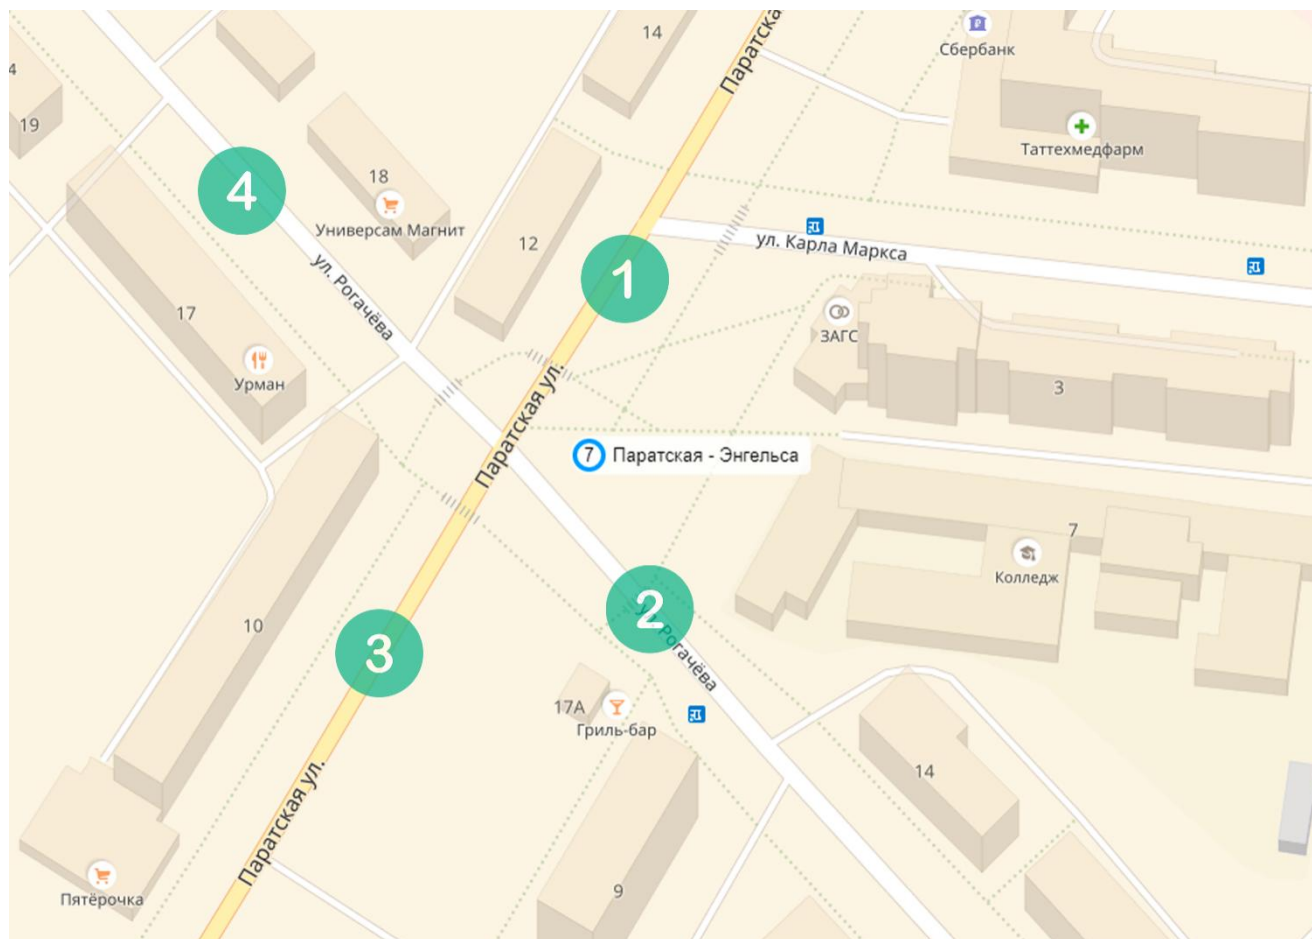 14
Паратска
Сбербанк
4
19
Таттехмедфарм
18
4
Универсам Магнит
12
ул. Карла Маркса
1
ул. Рогачёва
17
ЗАГС
Урман
3
Паратская ул.
7 Паратская - Энгельса
7
Колледж
2
ул. Рогачёва
10
3
17А
Гриль-бар
14
Паратская ул.
9
Пятёрочка